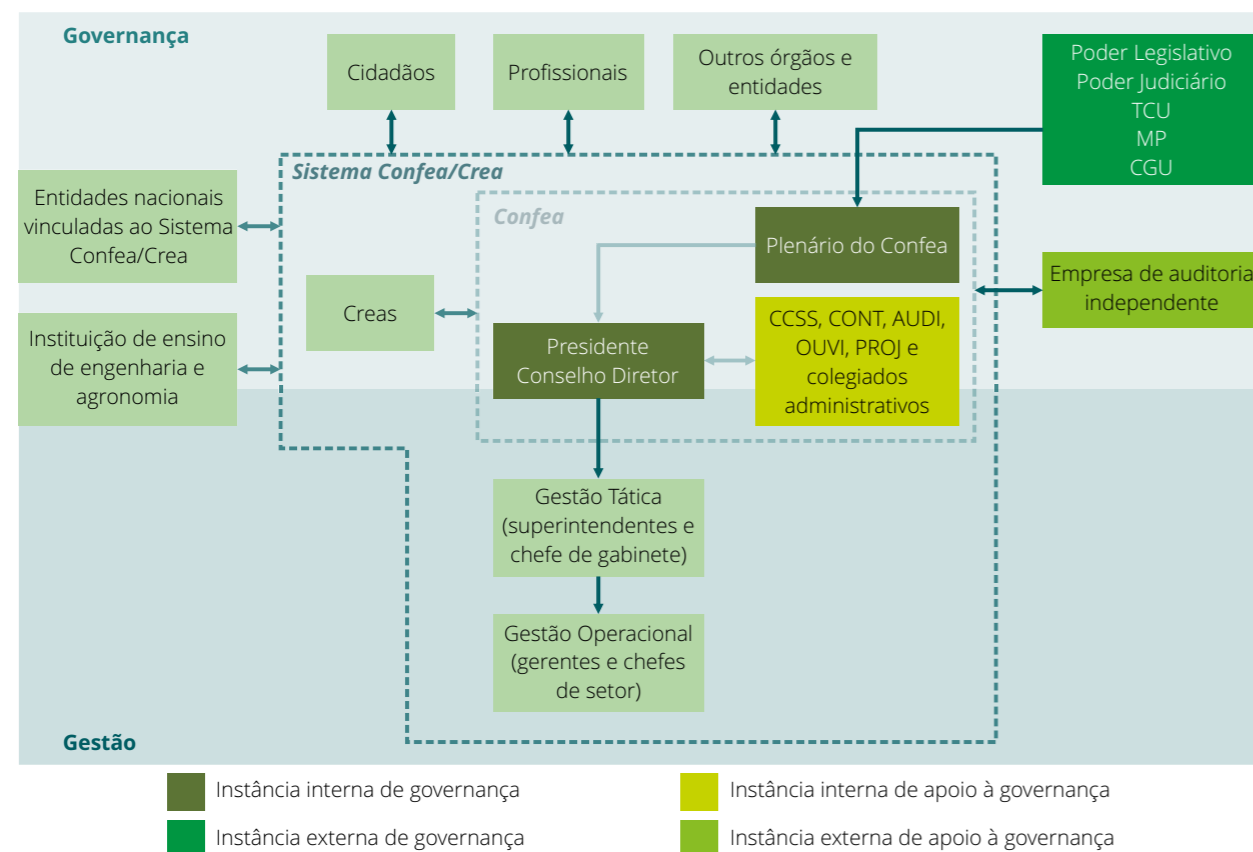 Governança
Cidadãos
Profissionais
Outros órgãos e
entidades
Poder Legislativo
Poder Judiciário
TCU
MP
CGU
Sistema Confea/Crea
Entidades nacionais
vinculadas ao Sistema
Confea/Crea
Confea
Plenário do Confea
Empresa de auditoria
independente
Creas
CCSS, CONT, AUDI,
OUVI, PROJ e
colegiados
administrativos
Instituição de ensino
de engenharia e
agronomia
Presidente
Conselho Diretor
Gestão Tática
(superintendentes e
chefe de gabinete)
Gestão Operacional
(gerentes e chefes
de setor)
Gestão
Instância interna de governança
Instância interna de apoio à governança
Instância externa de governança
Instância externa de apoio à governança